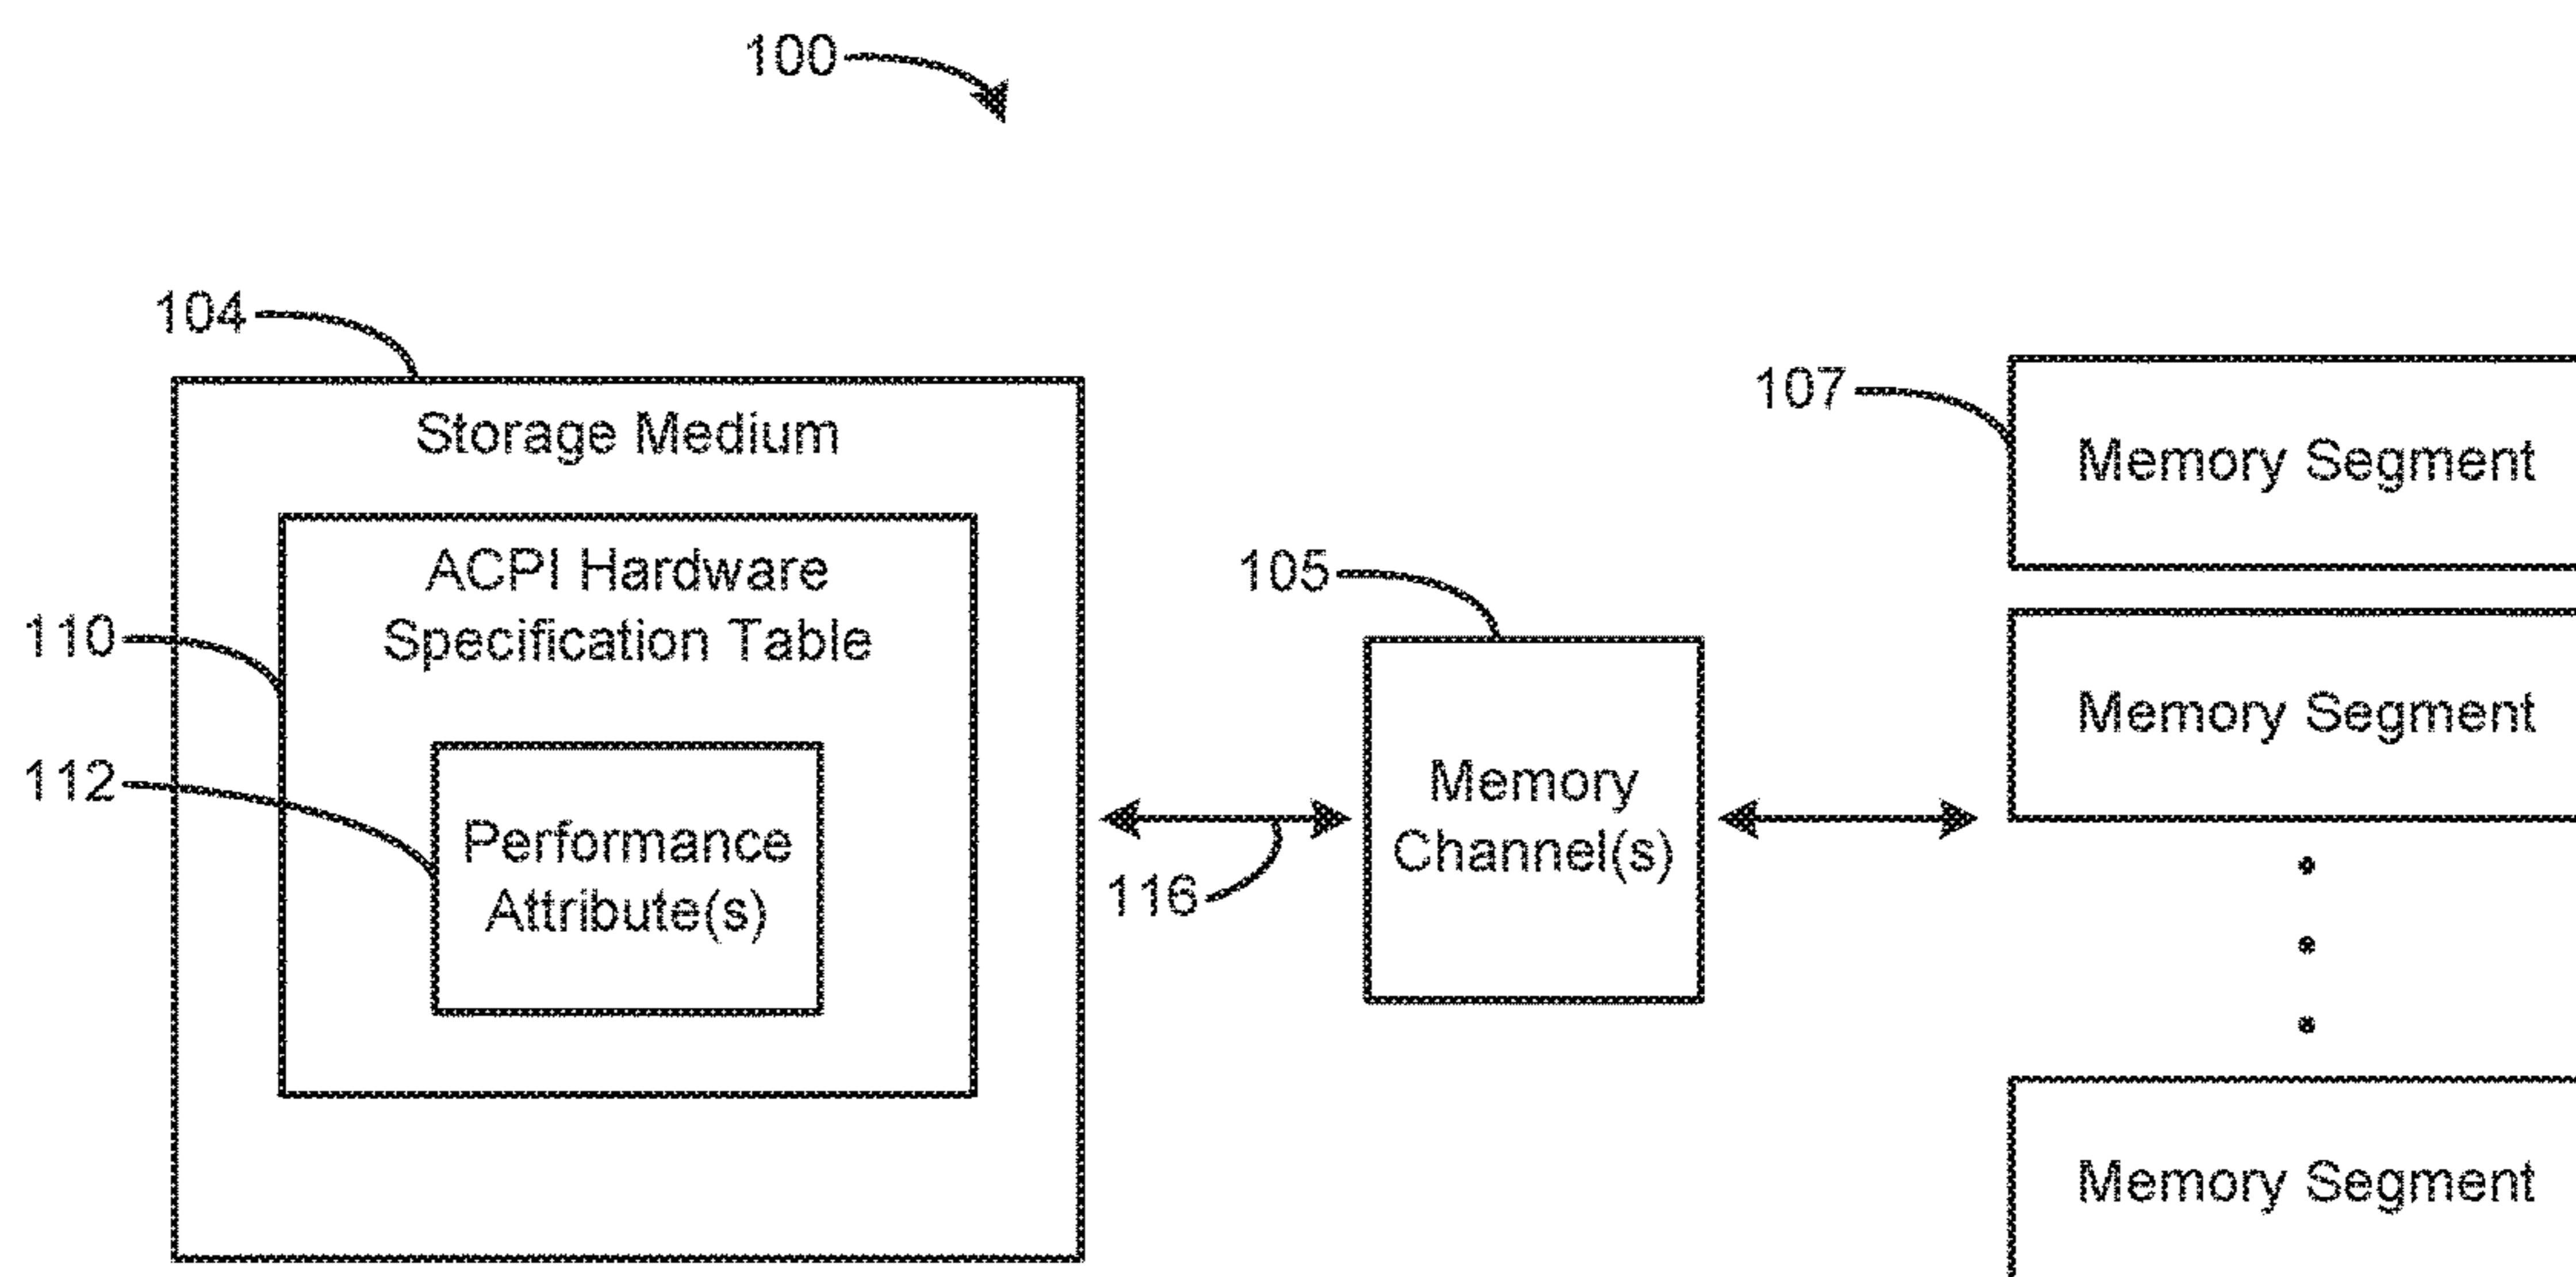 100
104
Storage Medium
107
Memory Segment
ACPI Hardware
Specification Table
105
110
Memory Segment
112
Performance
Attribute(s)
Memory
Channel(s)
116
Memory Segment